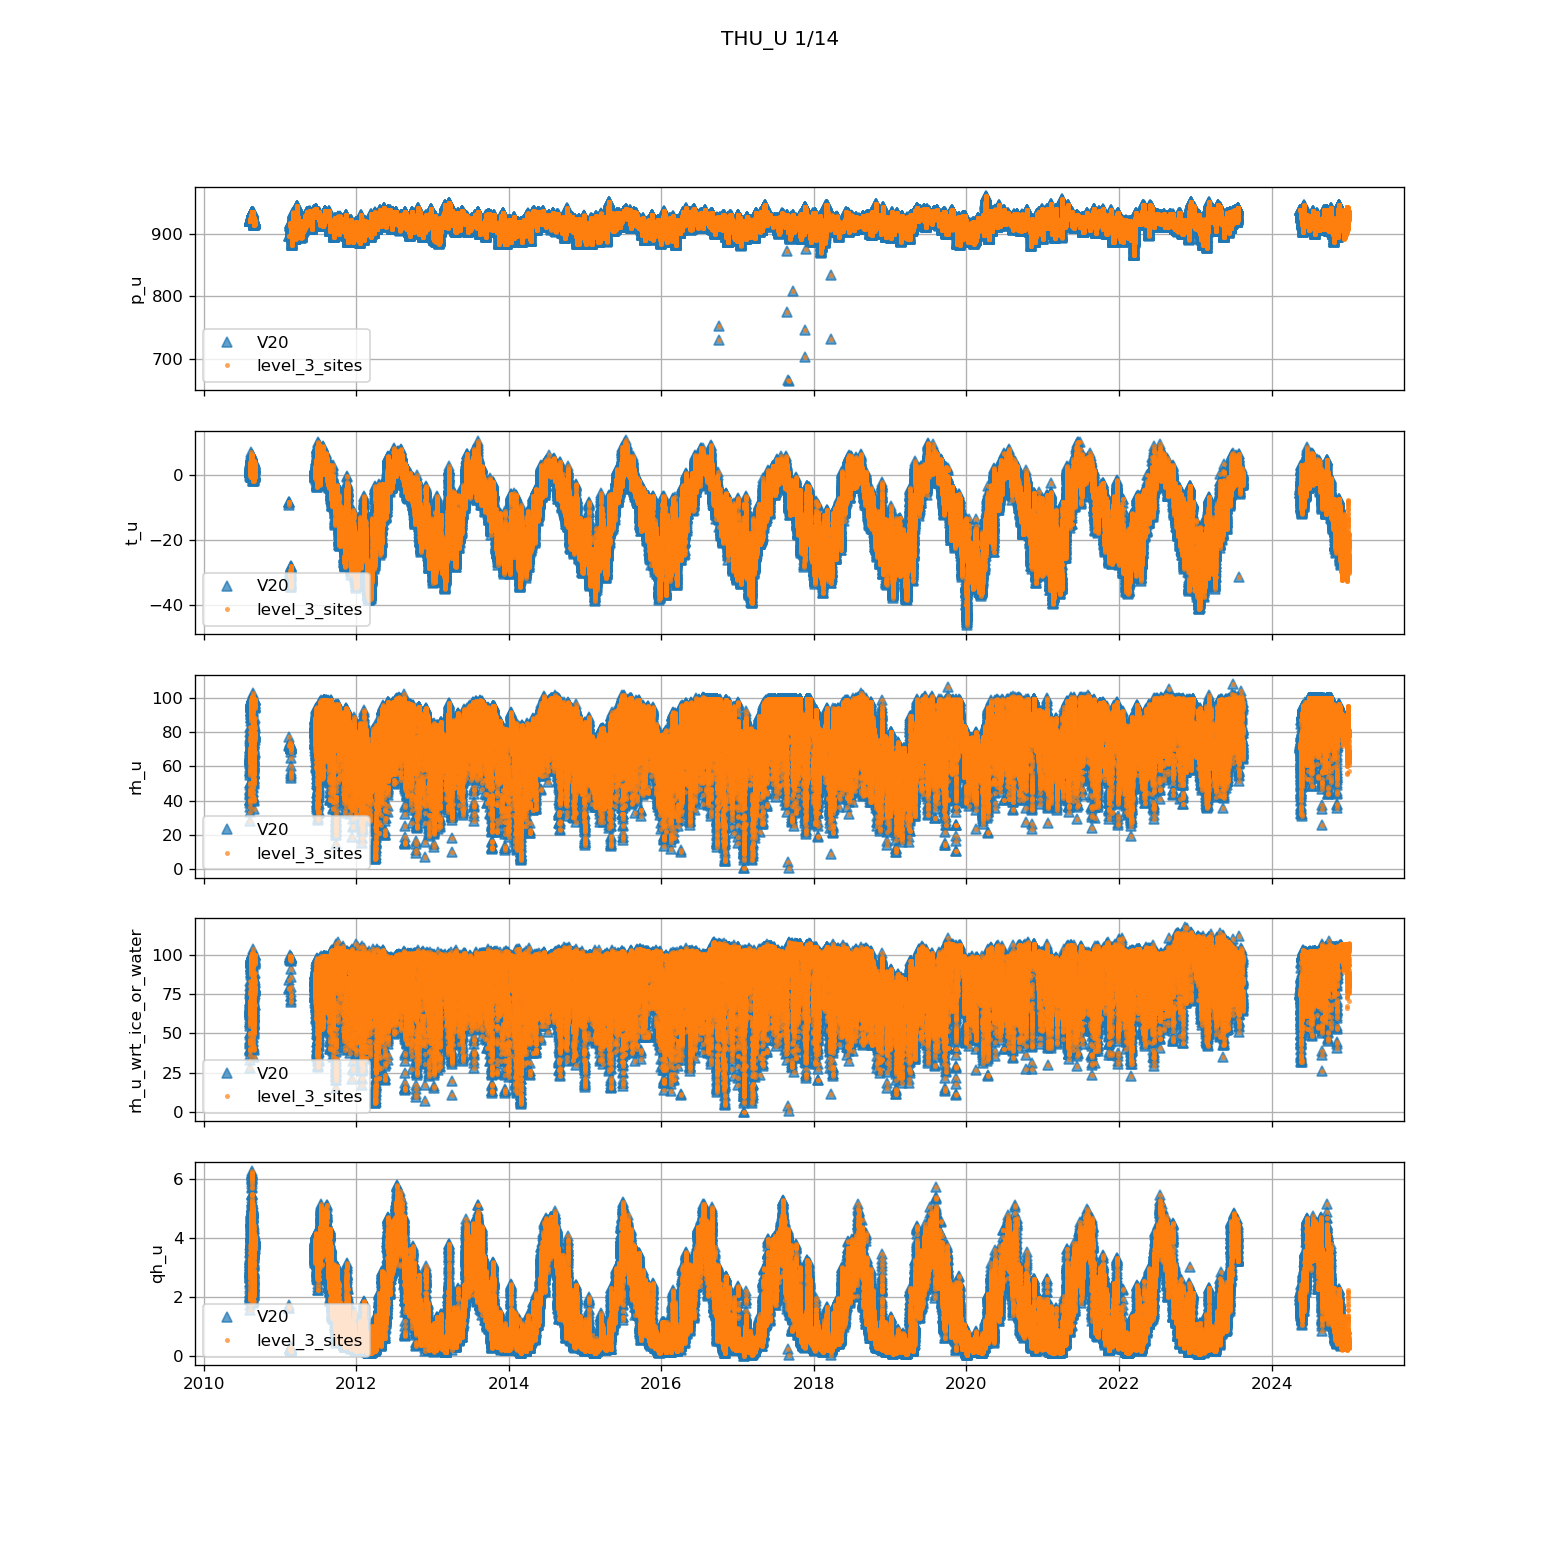 THU_U 1/14
900
800
700
p_u
V20
level_3_sites
0
−20
−40
t_u
V20
level_3_sites
100
80
60
40
20
0
rh_u
V20
level_3_sites
100
75
50
25
0
rh_u_wrt_ice_or_water
V20
level_3_sites
6
4
2
0
qh_u
V20
level_3_sites
2010 2012 2014 2016 2018 2020 2022 2024